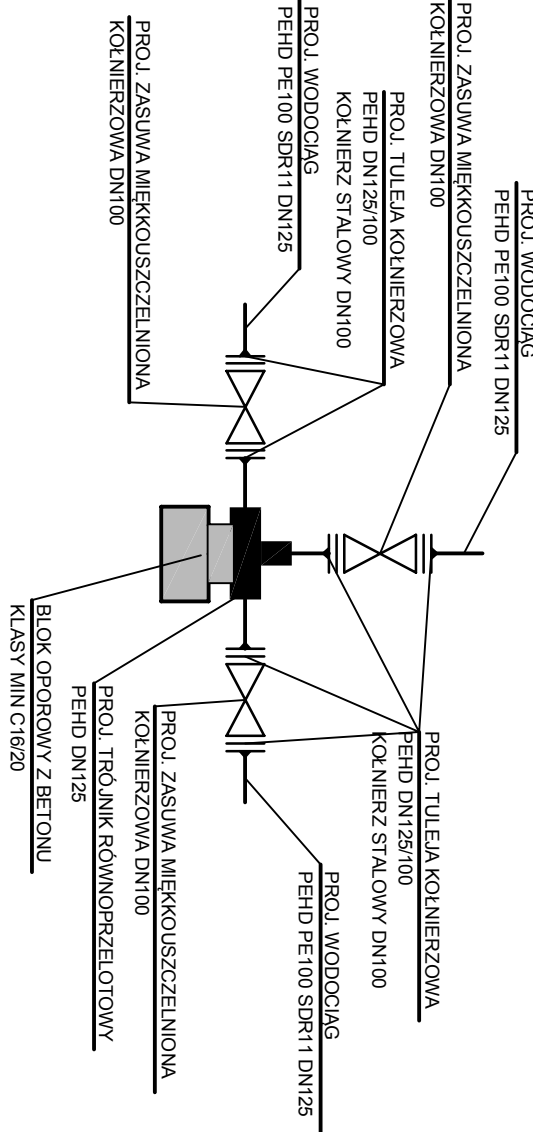 PROJ. WODOCIĄG
PEHD PE100 SDR11 DN125
PROJ. ZASUWA MIĘKKOUSZCZELNIONA
KOŁNIERZOWA DN100
PROJ. TULEJA KOŁNIERZOWA
PEHD DN125/100
KOŁNIERZ STALOWY DN100
PROJ. WODOCIĄG
PEHD PE100 SDR11 DN125
PROJ. ZASUWA MIĘKKOUSZCZELNIONA
KOŁNIERZOWA DN100
PROJ. TULEJA KOŁNIERZOWA
PEHD DN125/100
KOŁNIERZ STALOWY DN100
PROJ. WODOCIĄG
PEHD PE100 SDR11 DN125
PROJ. ZASUWA MIĘKKOUSZCZELNIONA
KOŁNIERZOWA DN100
PROJ. TRÓJNIK RÓWNOPRZELOTOWY
PEHD DN125
BLOK OPOROWY Z BETONU
KLASY MIN C16/20